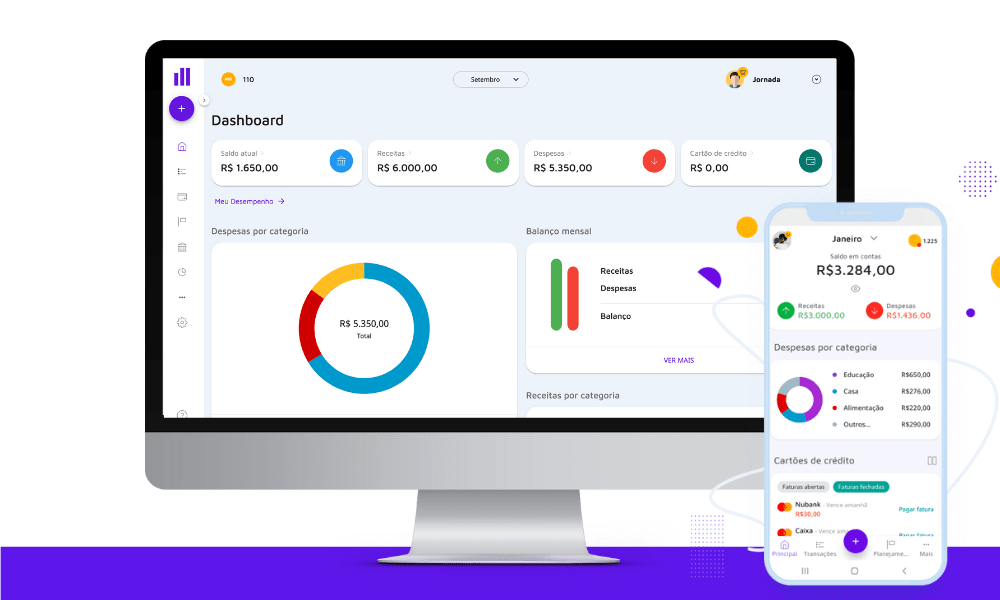 110
Setembro
Jornada
Dashboard
Saldo atual
R$ 1.650,00
Receitas
R$ 6.000,00
Despesas
R$ 5.350,00
Cartão de crédito
R$ 0,00
Meu Desempenho
Despesas por categoria
R$ 5.350,00
Total
Balanço mensal
Receitas
Despesas
Balanço
VER MAIS
Receitas por categoria
Janeiro
1.225
Saldo em contas
R$3.284,00
Receitas
R$3.000,00
Despesas
R$1.436,00
Despesas por categoria
Educação R$650,00
Casa R$276,00
Alimentação R$220,00
Outros... R$290,00
Cartões de crédito
Faturas abertas Faturas fechadas
Nubank - Vence amanhã
R$30,00
Pagar fatura
Caixa - Vence
Pagar fatura
Principal Transações Planejame... Mais